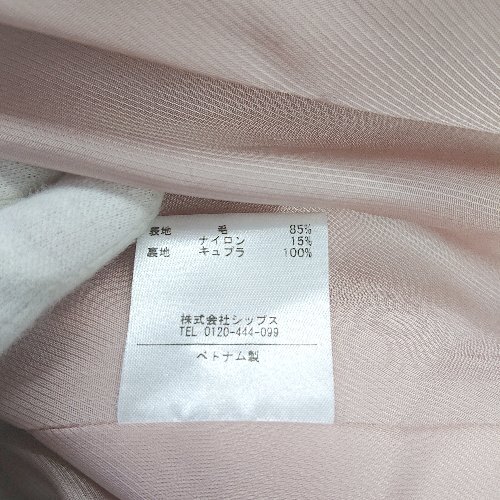 表地 毛 85%
ナイロン 15%
裏地 キュプラ 100%
株式会社シップス
TEL 0120-444-099
ベトナム製